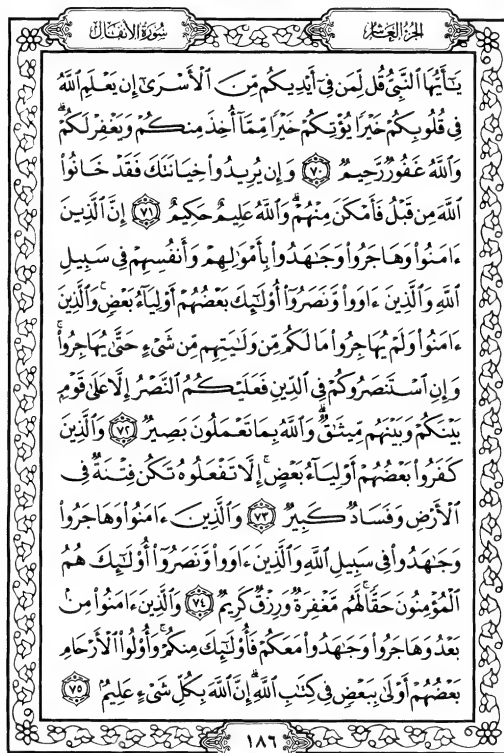 الجزء العاشر
سورة الأنفال
يَٰٓأَيُّهَا ٱلنَّبِىُّ قُل لِّمَن فِىٓ أَيْدِيكُم مِّنَ ٱلْأَسْرَىٰٓ إِن يَعْلَمِ ٱللَّهُ
فِى قُلُوبِكُمْ خَيْرًا يُؤْتِكُمْ خَيْرًا مِّمَّآ أُخِذَ مِنكُمْ وَيَغْفِرْ لَكُمْ ۗ
وَٱللَّهُ غَفُورٌ رَّحِيمٌ ٧٠ وَإِن يُرِيدُوا۟ خِيَانَتَكَ فَقَدْ خَانُوا۟
ٱللَّهَ مِن قَبْلُ فَأَمْكَنَ مِنْهُمْ ۗ وَٱللَّهُ عَلِيمٌ حَكِيمٌ ٧١ إِنَّ ٱلَّذِينَ
ءَامَنُوا۟ وَهَاجَرُوا۟ وَجَٰهَدُوا۟ بِأَمْوَٰلِهِمْ وَأَنفُسِهِمْ فِى سَبِيلِ
ٱللَّهِ وَٱلَّذِينَ ءَاوَوا۟ وَّنَصَرُوٓا۟ أُو۟لَٰٓئِكَ بَعْضُهُمْ أَوْلِيَآءُ بَعْضٍ ۚ وَٱلَّذِينَ
ءَامَنُوا۟ وَلَمْ يُهَاجِرُوا۟ مَا لَكُم مِّن وَلَٰيَتِهِم مِّن شَىْءٍ حَتَّىٰ يُهَاجِرُوا۟ ۚ
وَإِنِ ٱسْتَنصَرُوكُمْ فِى ٱلدِّينِ فَعَلَيْكُمُ ٱلنَّصْرُ إِلَّا عَلَىٰ قَوْمٍۭ
بَيْنَكُمْ وَبَيْنَهُم مِّيثَٰقٌ ۗ وَٱللَّهُ بِمَا تَعْمَلُونَ بَصِيرٌ ٧٢ وَٱلَّذِينَ
كَفَرُوا۟ بَعْضُهُمْ أَوْلِيَآءُ بَعْضٍ ۚ إِلَّا تَفْعَلُوهُ تَكُن فِتْنَةٌ فِى
ٱلْأَرْضِ وَفَسَادٌ كَبِيرٌ ٧٣ وَٱلَّذِينَ ءَامَنُوا۟ وَهَاجَرُوا۟
وَجَٰهَدُوا۟ فِى سَبِيلِ ٱللَّهِ وَٱلَّذِينَ ءَاوَوا۟ وَّنَصَرُوٓا۟ أُو۟لَٰٓئِكَ هُمُ
ٱلْمُؤْمِنُونَ حَقًّا ۚ لَّهُم مَّغْفِرَةٌ وَرِزْقٌ كَرِيمٌ ٧٤ وَٱلَّذِينَ ءَامَنُوا۟ مِنۢ
بَعْدُ وَهَاجَرُوا۟ وَجَٰهَدُوا۟ مَعَكُمْ فَأُو۟لَٰٓئِكَ مِنكُمْ ۚ وَأُو۟لُوا۟ ٱلْأَرْحَامِ
بَعْضُهُمْ أَوْلَىٰ بِبَعْضٍ فِى كِتَٰبِ ٱللَّهِ ۗ إِنَّ ٱللَّهَ بِكُلِّ شَىْءٍ عَلِيمٌۢ ٧٥
١٨٦